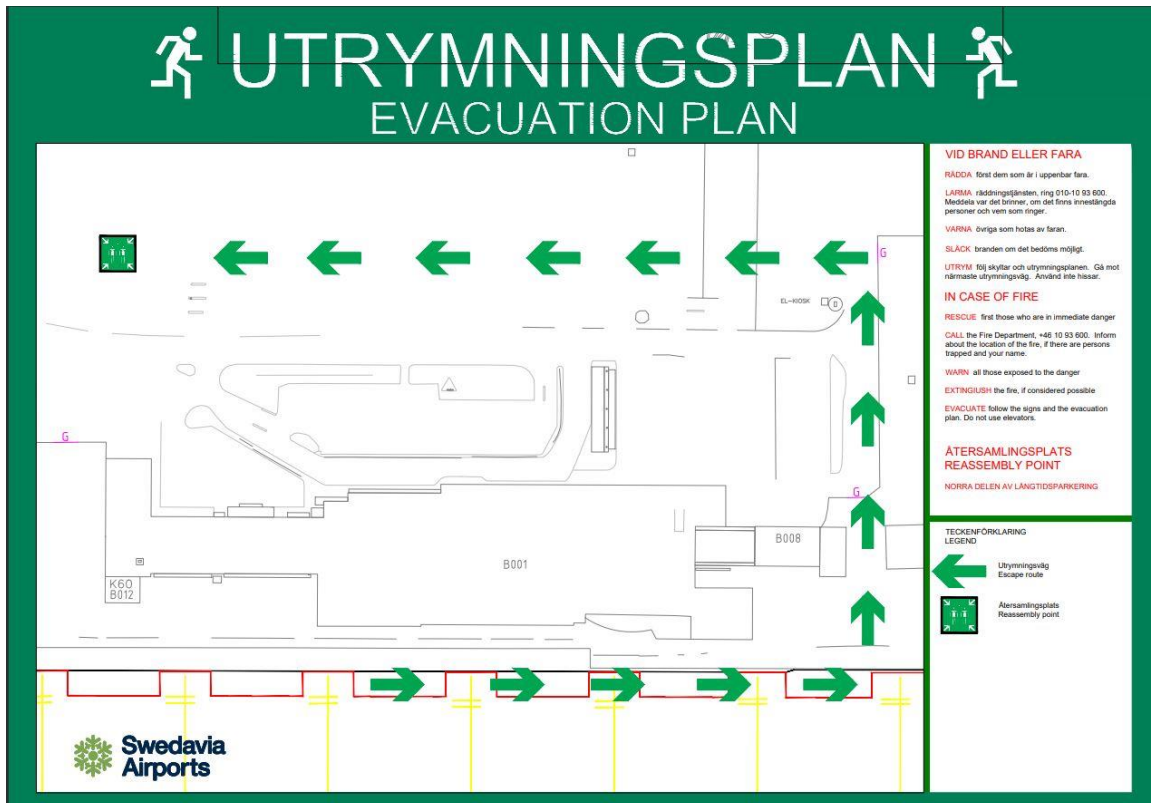 UTRYMNINGSPLAN
EVACUATION PLAN
VID BRAND ELLER FARA
RÄDDA först dem som är i uppenbar fara.
LARMA räddningstjänsten, ring 010-10 93 600.
Meddela var det brinner, om det finns innestängda
personer och vem som ringer.
VARNA övriga som hotas av faran.
SLÄCK branden om det bedöms möjligt.
UTRYM följ skyltar och utrymningsplanen. Gå mot
närmaste utrymningsväg. Använd inte hissar.
IN CASE OF FIRE
RESCUE first those who are in immediate danger
CALL the Fire Department, +46 10 93 600. Inform
about the location of the fire, if there are persons
trapped and your name.
WARN all those exposed to the danger
EXTINGIUSH the fire, if considered possible
EVACUATE follow the signs and the evacuation
plan. Do not use elevators.
ÅTERSAMLINGSPLATS
REASSEMBLY POINT
NORRA DELEN AV LÅNGTIDSPARKERING
TECKENFÖRKLARING
LEGEND
Utrymningsväg
Escape route
Återsamlingsplats
Reassembly point
G
EL-KIOSK
G
G
B008
B001
K60
B012
Swedavia
Airports